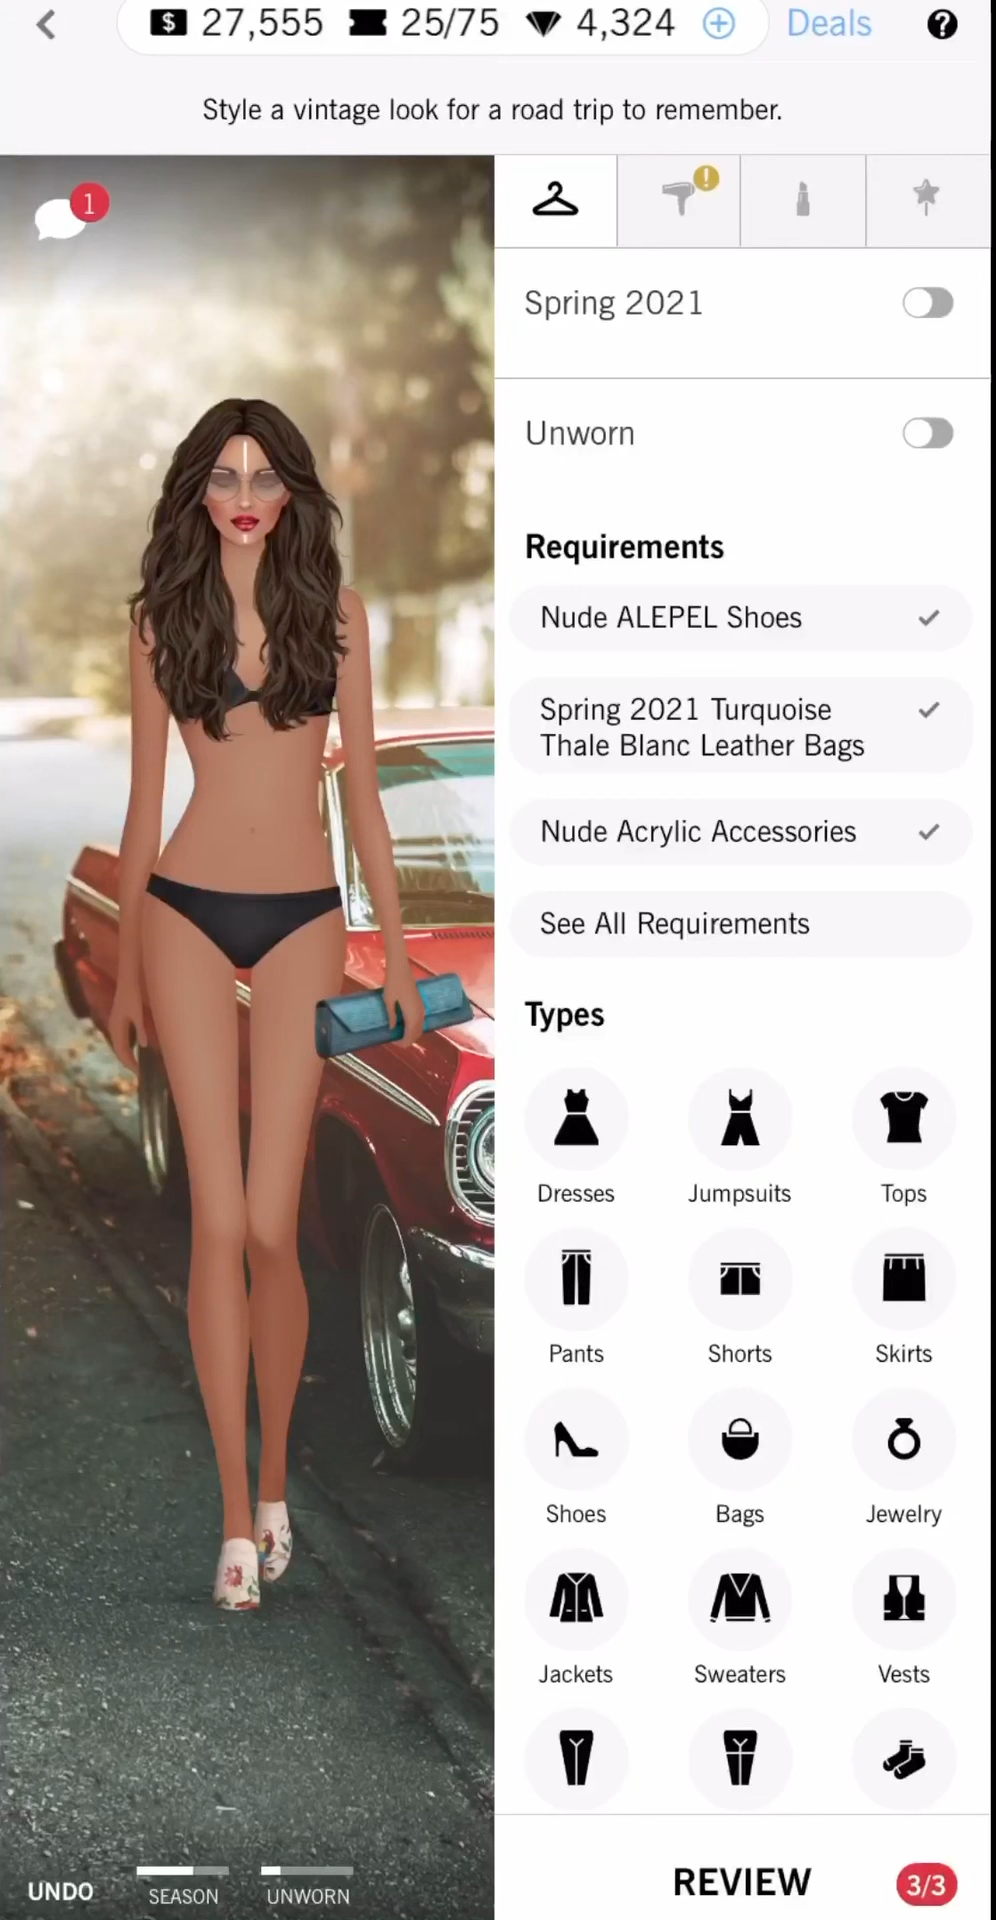 $ 27,555 25/75 4,324 Deals ?
Style a vintage look for a road trip to remember.
1
!
Spring 2021
Unworn
Requirements
Nude ALEPEL Shoes
Spring 2021 Turquoise
Thale Blanc Leather Bags
Nude Acrylic Accessories
See All Requirements
Types
Dresses Jumpsuits Tops
Pants Shorts Skirts
Shoes Bags Jewelry
Jackets Sweaters Vests
UNDO SEASON UNWORN
REVIEW 3/3